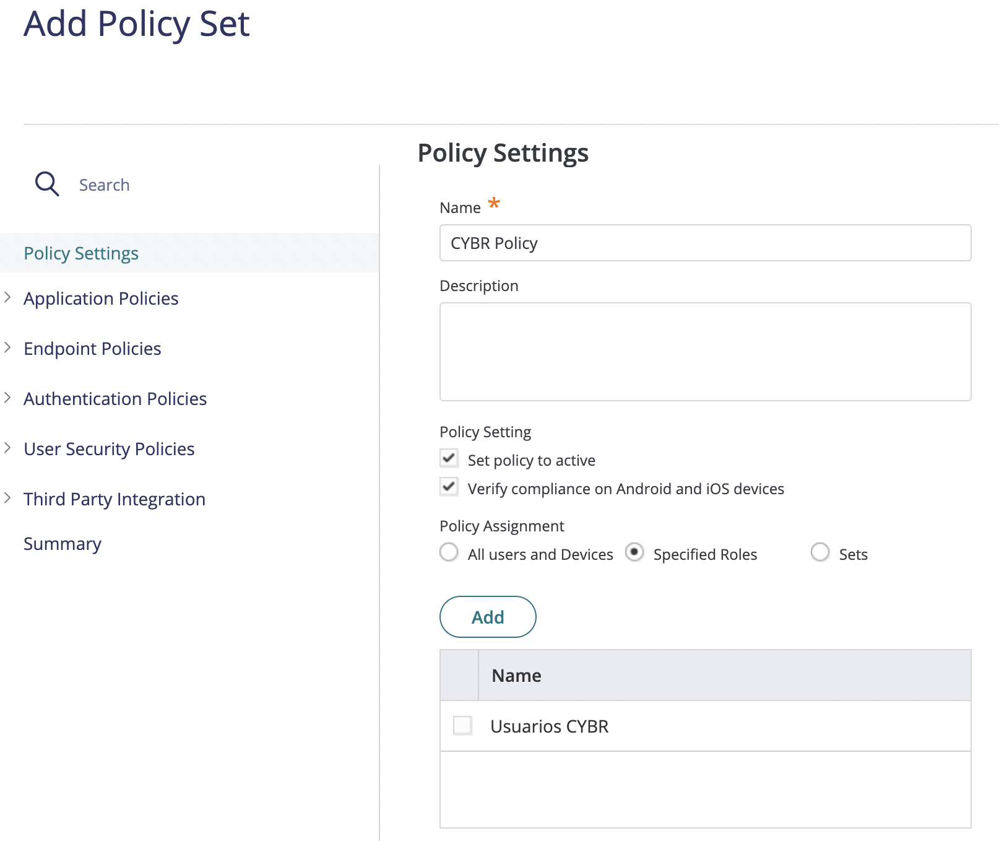 Add Policy Set
Search
Policy Settings
Application Policies
Endpoint Policies
Authentication Policies
User Security Policies
Third Party Integration
Summary
Policy Settings
Name *
CYBR Policy
Description
Policy Setting
Set policy to active
Verify compliance on Android and iOS devices
Policy Assignment
All users and Devices Specified Roles Sets
Add
Name
Usuarios CYBR